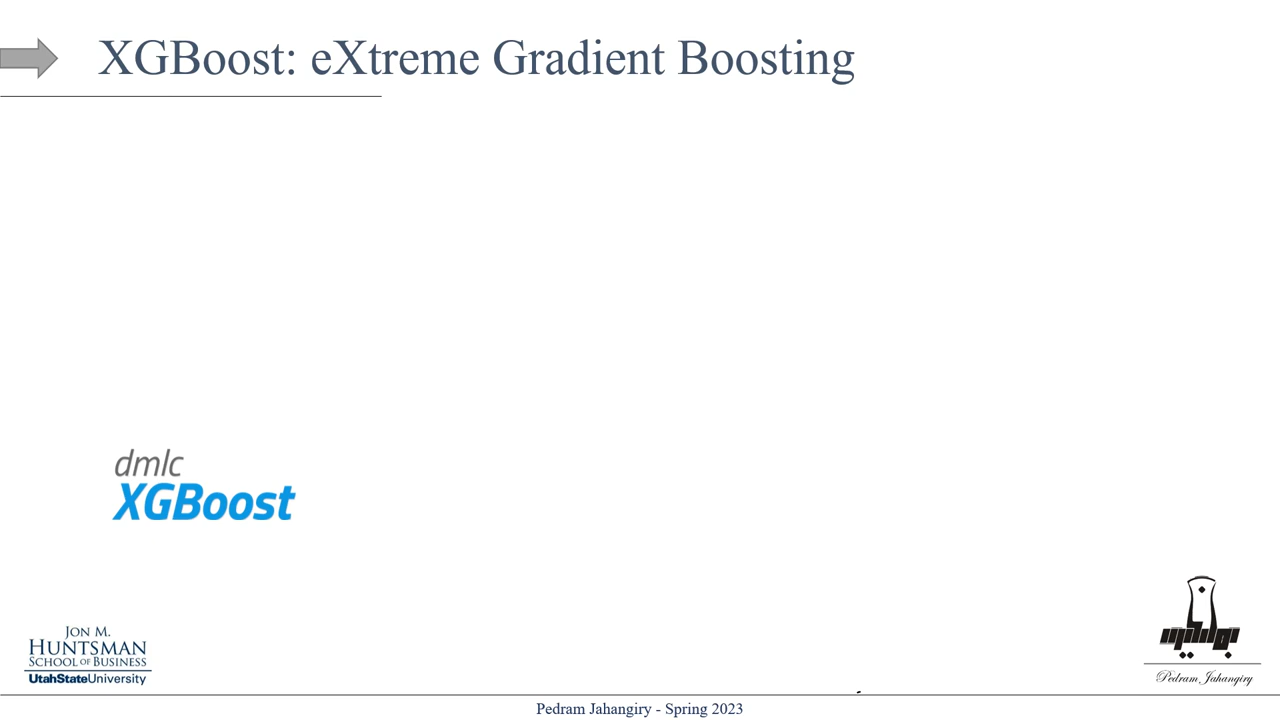 XGBoost: eXtreme Gradient Boosting
dmlc
XGBoost
JON M.
HUNTSMAN
SCHOOL OF BUSINESS
UtahStateUniversity
Pedram Jahangiry
Pedram Jahangiry - Spring 2023